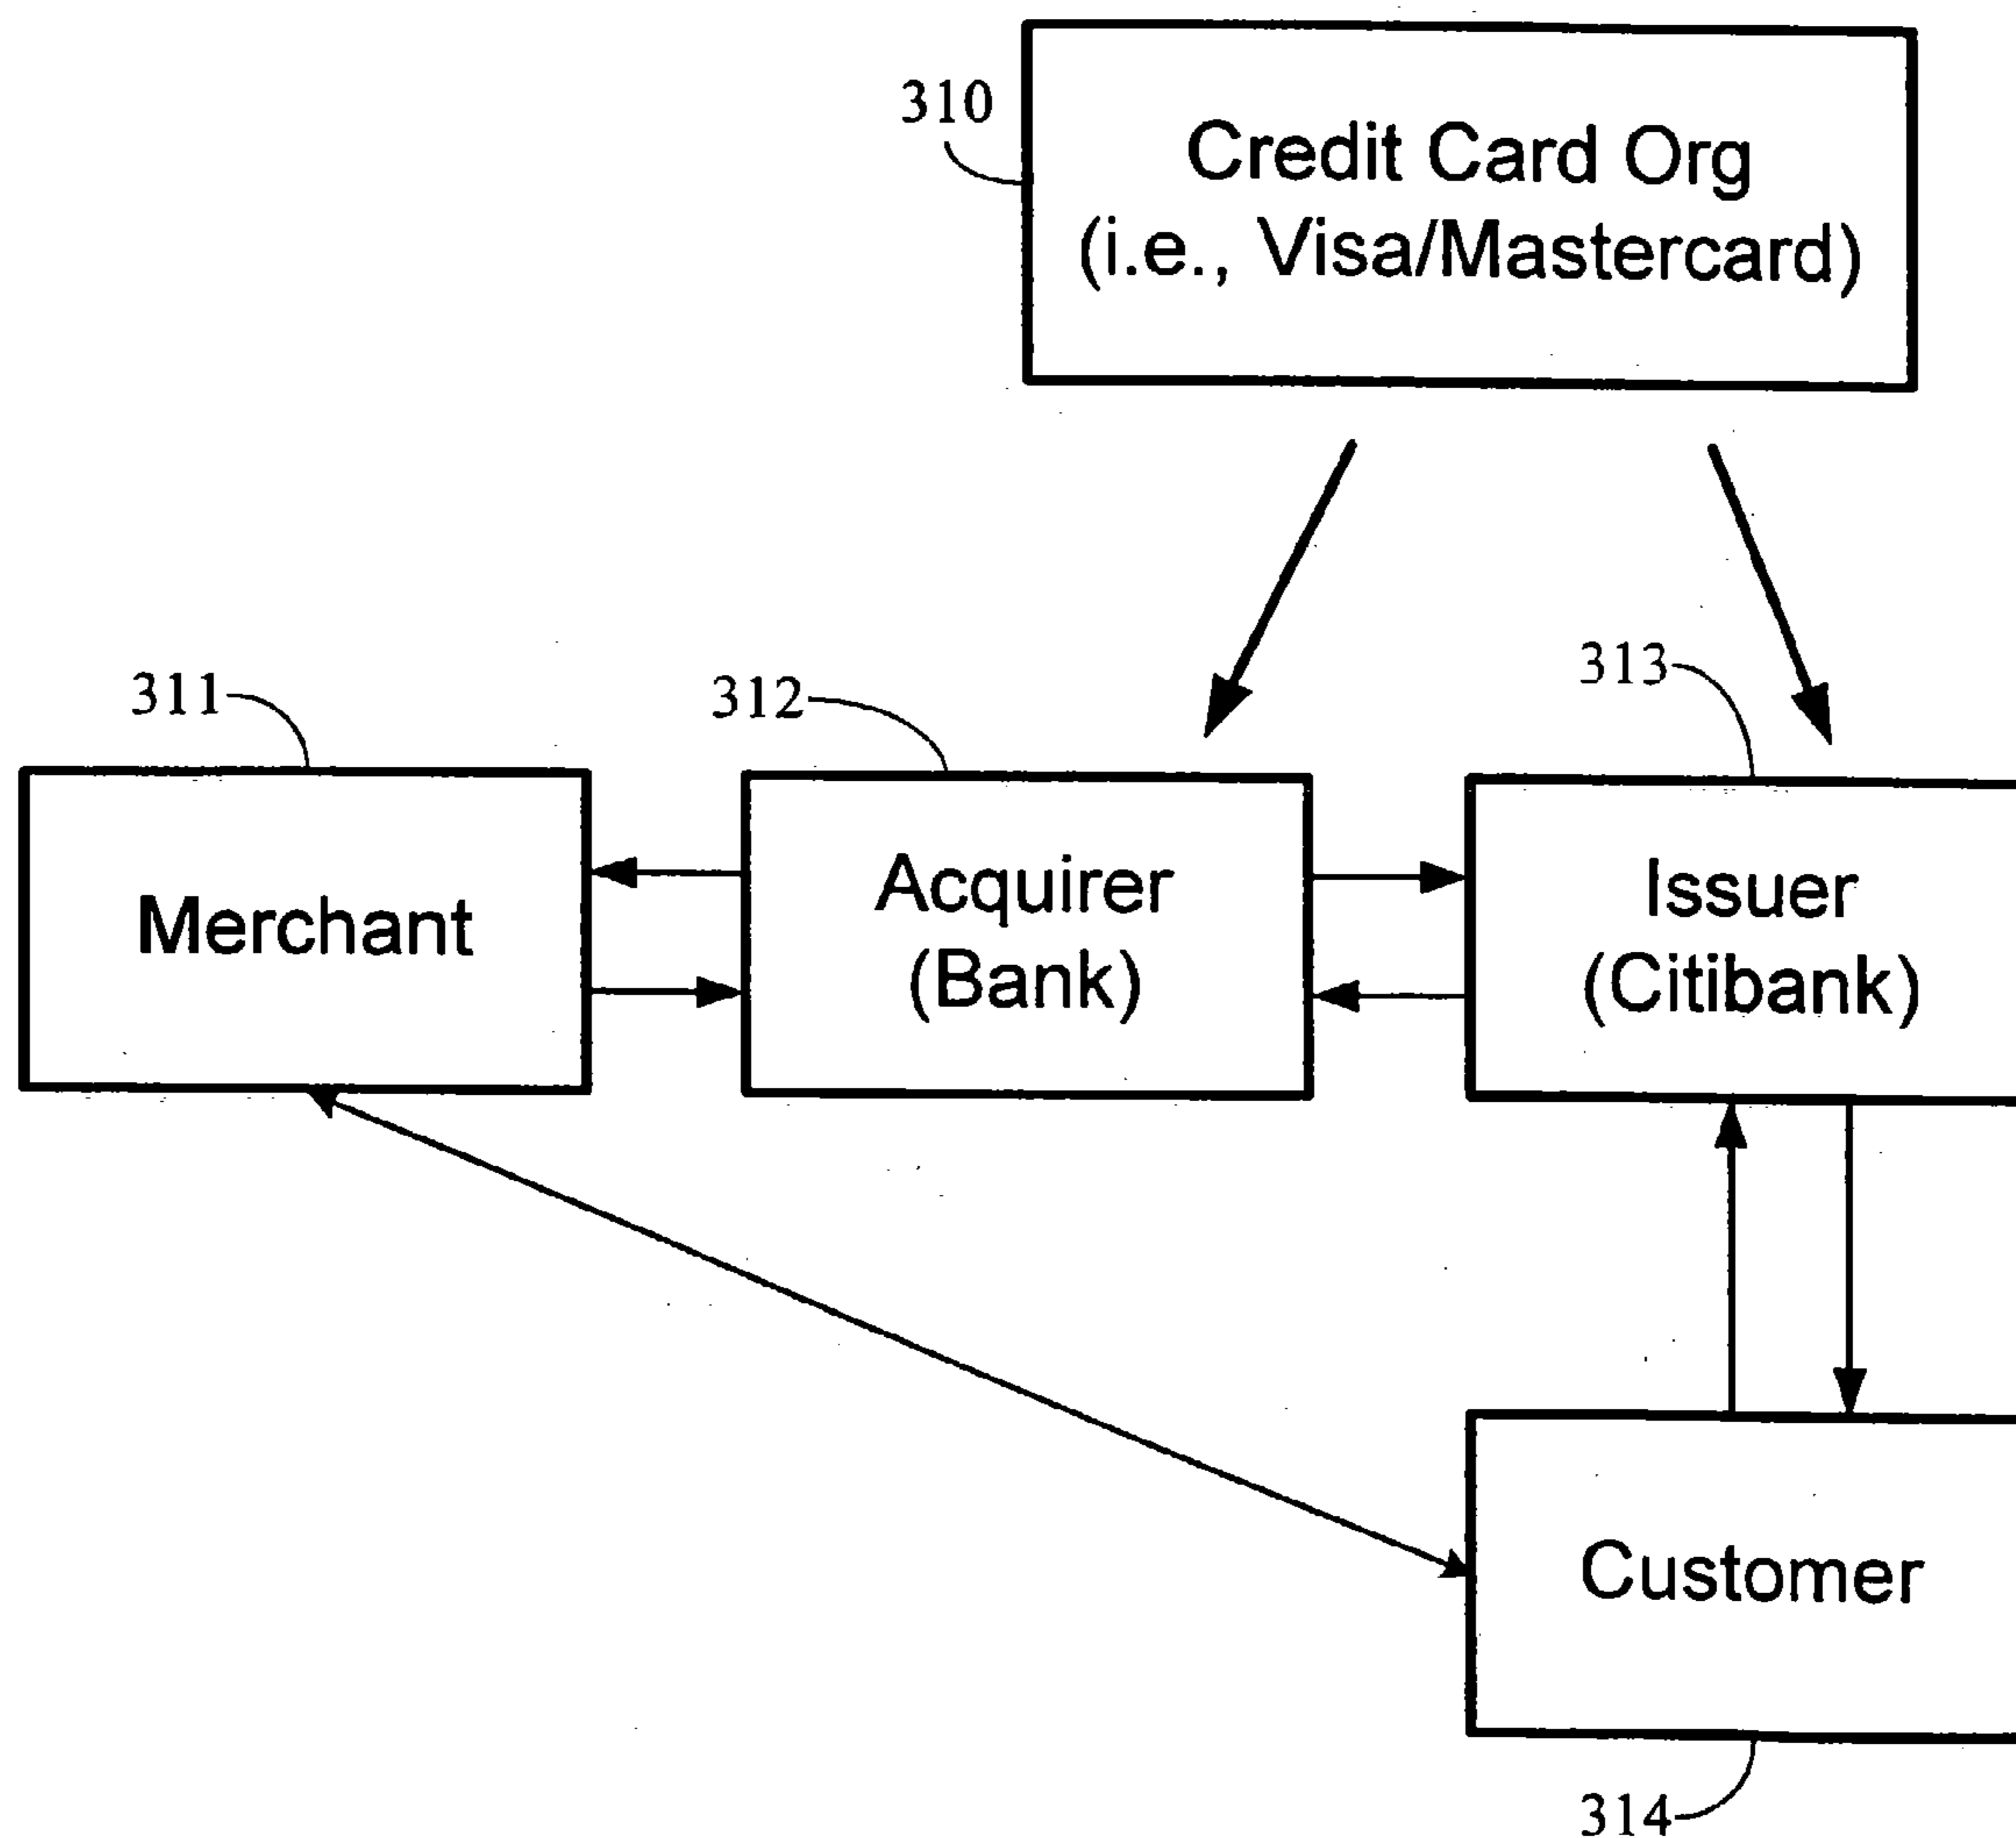 310
Credit Card Org
(i.e., Visa/Mastercard)
311
312
313
Merchant
Acquirer
(Bank)
Issuer
(Citibank)
Customer
314